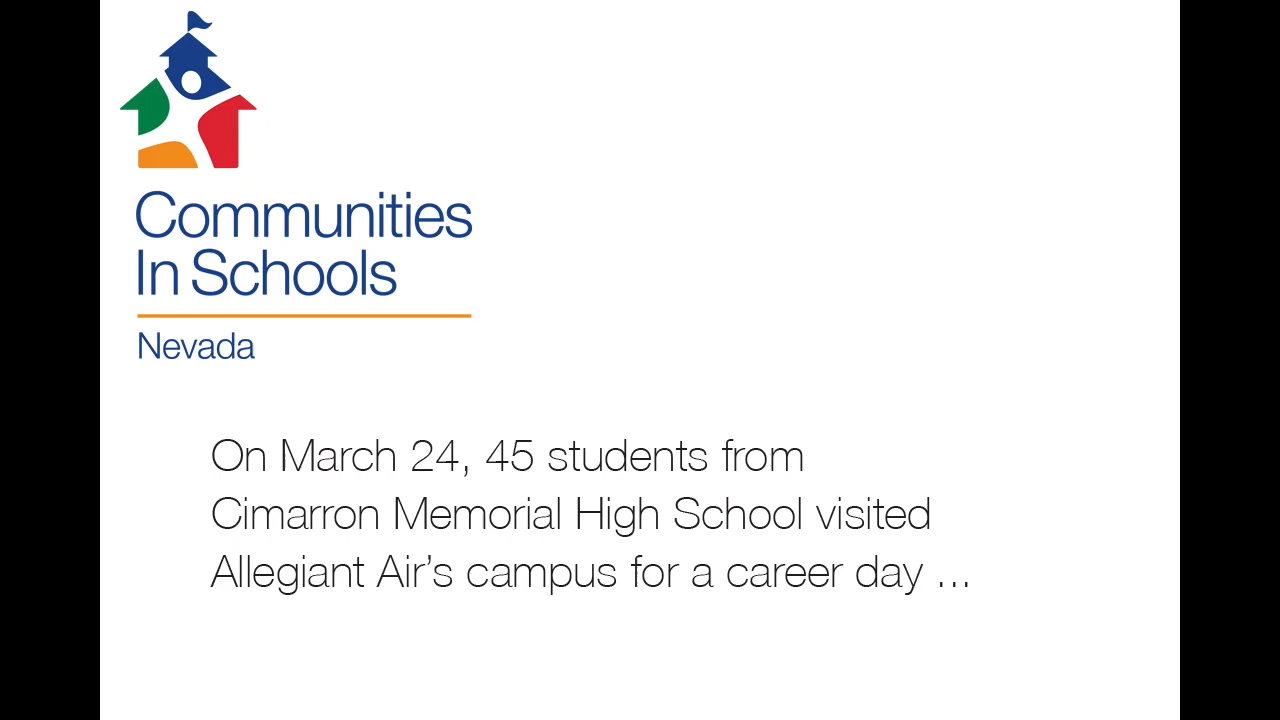 Communities
In Schools
Nevada
On March 24, 45 students from
Cimarron Memorial High School visited
Allegiant Air’s campus for a career day ...